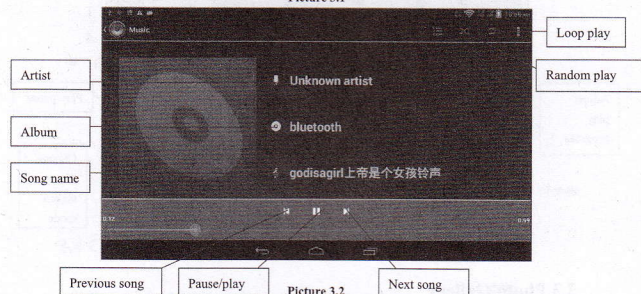 Picture 3.1
Music
Loop play
Random play
Artist
Unknown artist
Album
bluetooth
Song name
godisagirl上帝是个女孩铃声
0:12
0:59
Previous song
Pause/play
Picture 3.2
Next song